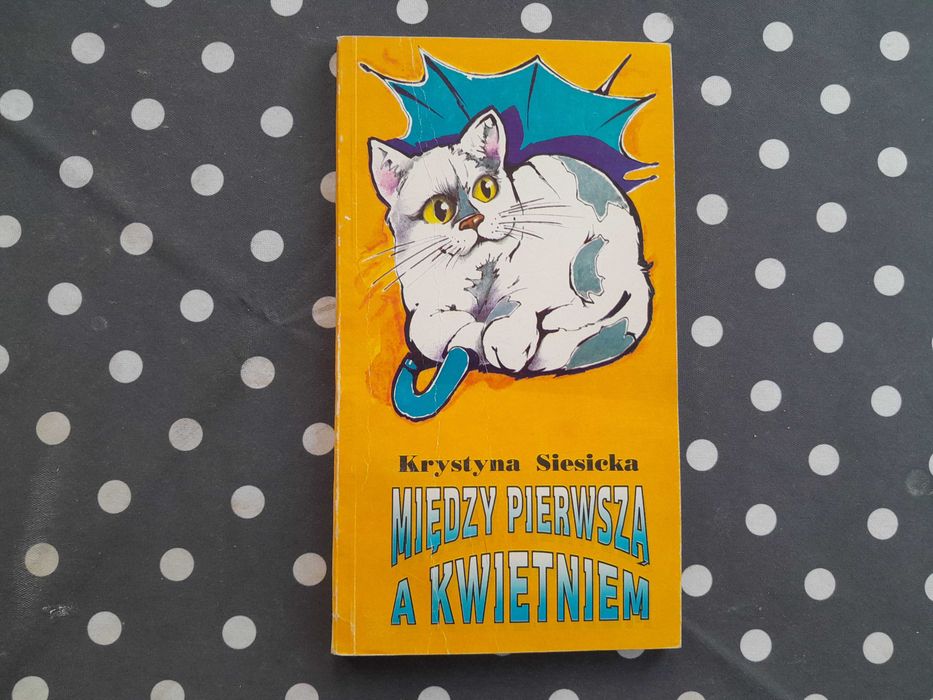 Krystyna Siesicka
MIĘDZY PIERWSZĄ
A KWIETNIEM